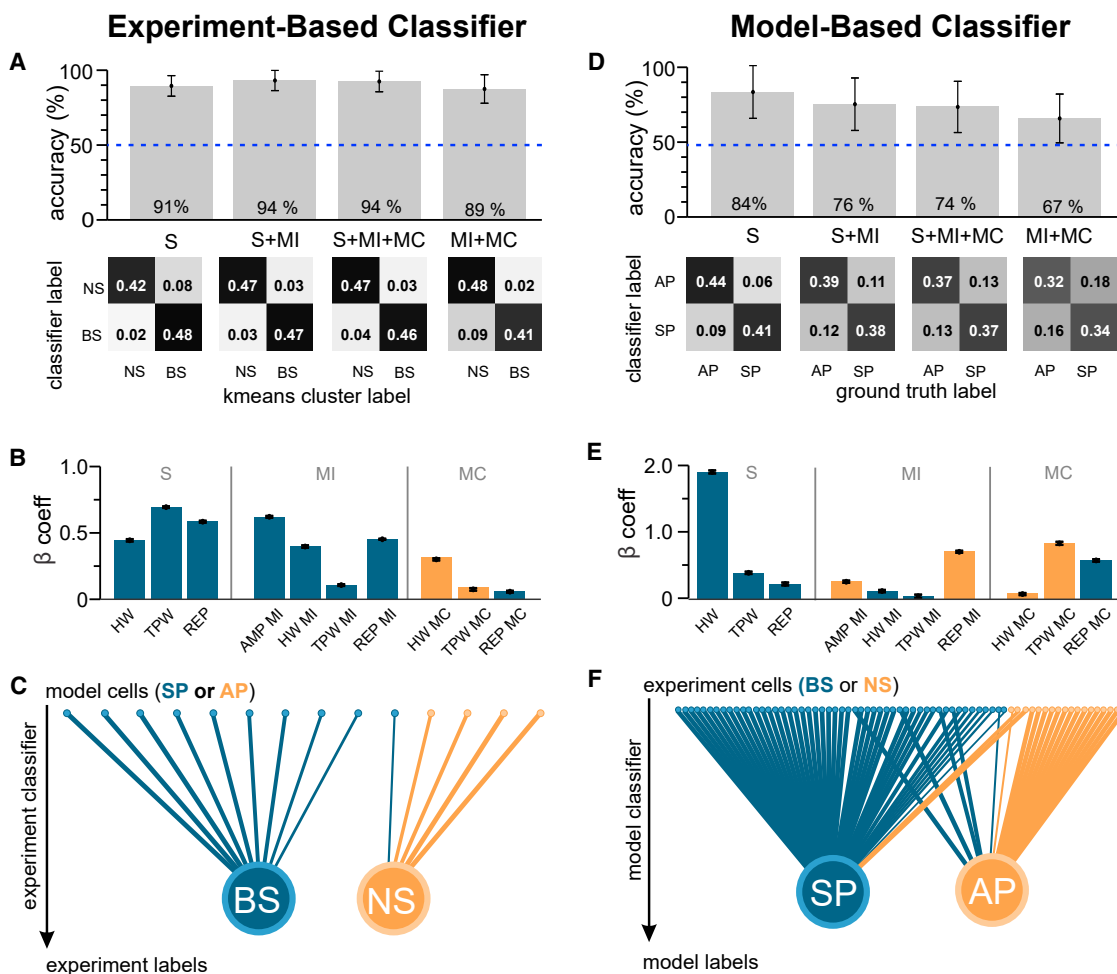 Experiment-Based Classifier
A
accuracy (%)
100
50
0
91%
94 %
94 %
89 %
S
S+MI
S+MI+MC
MI+MC
classifier label
NS
0.42
0.08
0.47
0.03
0.47
0.03
0.48
0.02
BS
0.02
0.48
0.03
0.47
0.04
0.46
0.09
0.41
NS
BS
NS
BS
NS
BS
NS
BS
kmeans cluster label
B
β coeff
1.0
0.5
0
S
MI
MC
HW
TPW
REP
AMP MI
HW MI
TPW MI
REP MI
HW MC
TPW MC
REP MC
C
model cells (SP or AP)
experiment classifier
BS
NS
experiment labels
Model-Based Classifier
D
accuracy (%)
100
50
0
84%
76 %
74 %
67 %
S
S+MI
S+MI+MC
MI+MC
classifier label
AP
0.44
0.06
0.39
0.11
0.37
0.13
0.32
0.18
SP
0.09
0.41
0.12
0.38
0.13
0.37
0.16
0.34
AP
SP
AP
SP
AP
SP
AP
SP
ground truth label
E
β coeff
2.0
1.0
0
S
MI
MC
HW
TPW
REP
AMP MI
HW MI
TPW MI
REP MI
HW MC
TPW MC
REP MC
F
experiment cells (BS or NS)
model classifier
SP
AP
model labels